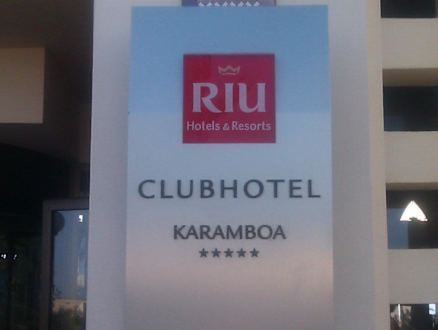 RIU
Hotels & Resorts
CLUBHOTEL
KARAMBOA
★★★★★